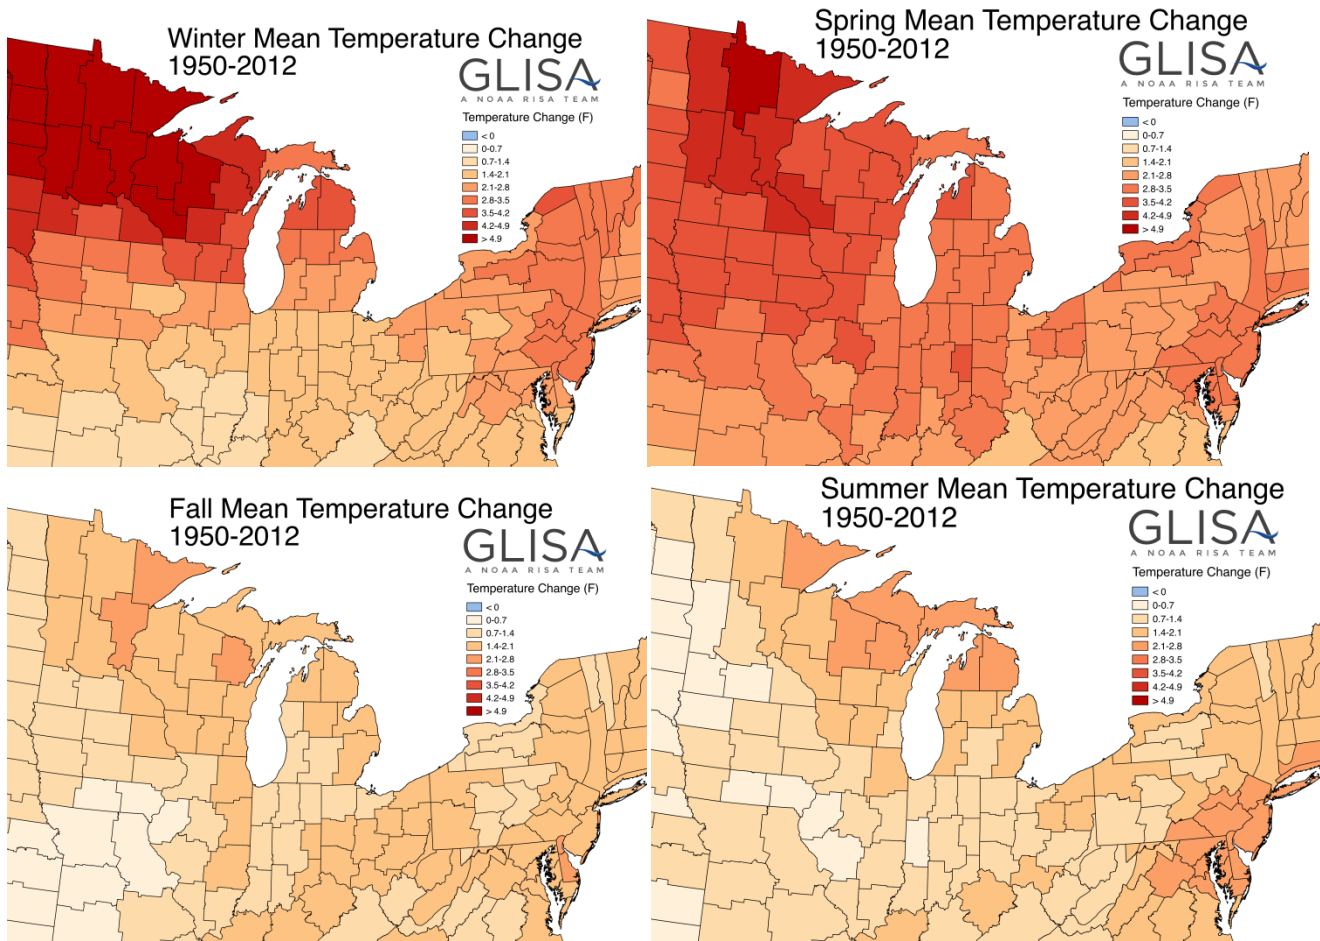 Winter Mean Temperature Change
1950-2012
GLISA
A NOAA RISA TEAM
Temperature Change (F)
< 0
0-0.7
0.7-1.4
1.4-2.1
2.1-2.8
2.8-3.5
3.5-4.2
4.2-4.9
> 4.9
Spring Mean Temperature Change
1950-2012
GLISA
A NOAA RISA TEAM
Temperature Change (F)
< 0
0-0.7
0.7-1.4
1.4-2.1
2.1-2.8
2.8-3.5
3.5-4.2
4.2-4.9
> 4.9
Fall Mean Temperature Change
1950-2012
GLISA
A NOAA RISA TEAM
Temperature Change (F)
< 0
0-0.7
0.7-1.4
1.4-2.1
2.1-2.8
2.8-3.5
3.5-4.2
4.2-4.9
> 4.9
Summer Mean Temperature Change
1950-2012
GLISA
A NOAA RISA TEAM
Temperature Change (F)
< 0
0-0.7
0.7-1.4
1.4-2.1
2.1-2.8
2.8-3.5
3.5-4.2
4.2-4.9
> 4.9